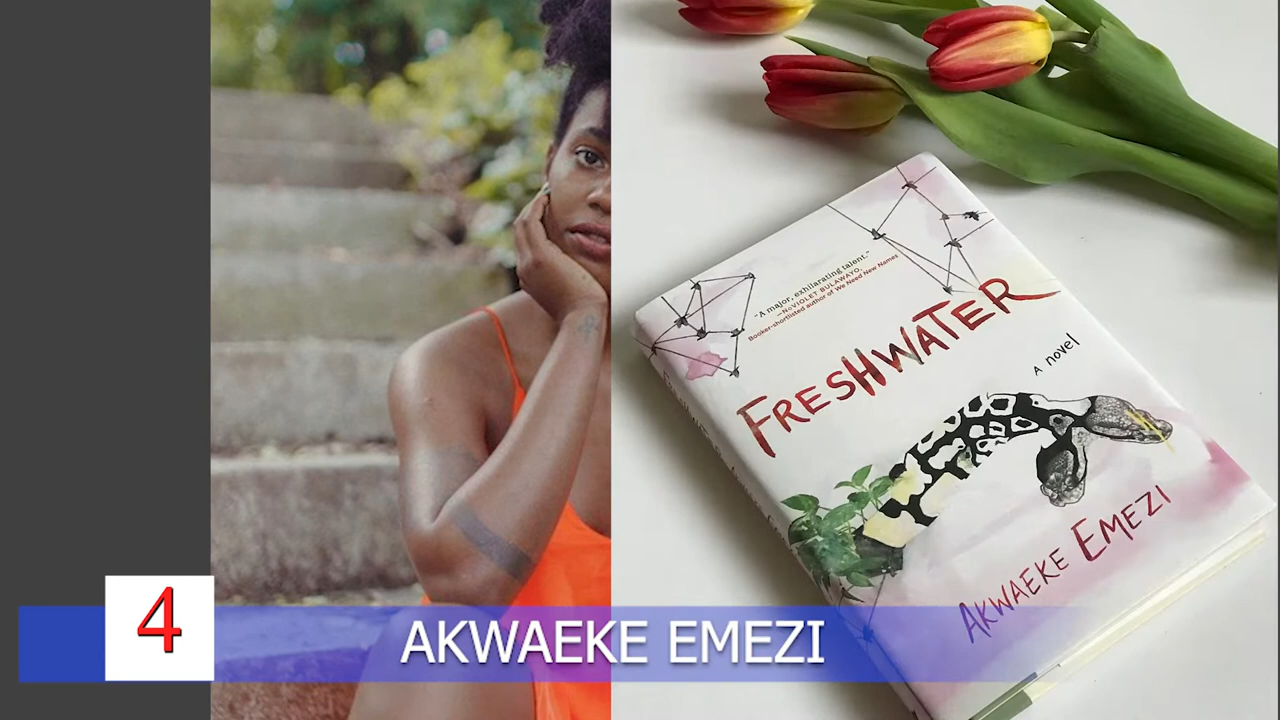 "A major, exhilarating talent."
—NoVIOLET BULAWAYO,
Booker-shortlisted author of We Need New Names
FRESHWATER
A novel
AKWAEKE EMEZI
4
AKWAEKE EMEZI